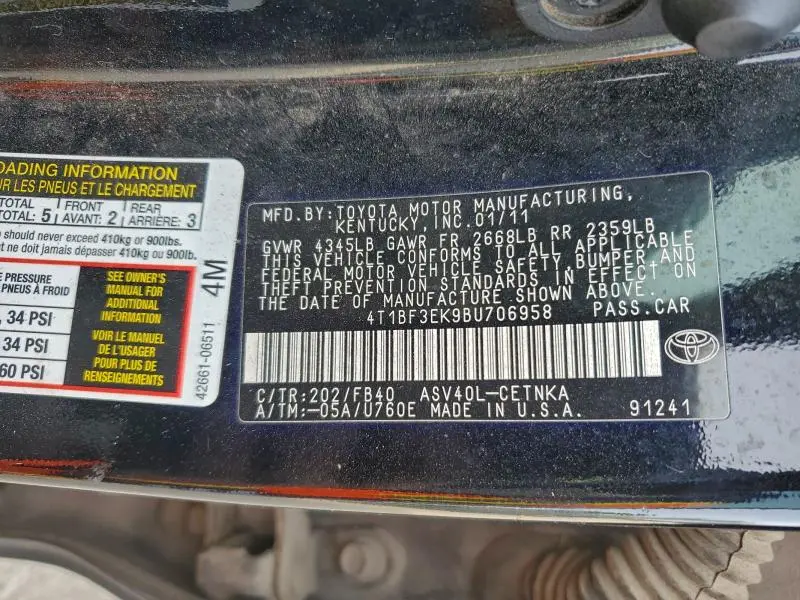 LOADING INFORMATION
UR LES PNEUS ET LE CHARGEMENT
TOTAL FRONT REAR
TOTAL: 5 AVANT: 2 ARRIÈRE: 3
should never exceed 410kg or 900lbs.
ne doit jamais dépasser 410kg ou 900lb.
PRESSURE
PNEUS À FROID
34 PSI
34 PSI
60 PSI
SEE OWNER'S
MANUAL FOR
ADDITIONAL
INFORMATION
VOIR LE MANUEL
DE L'USAGER
POUR PLUS DE
RENSEIGNEMENTS
42661-06511
4M
MFD.BY:TOYOTA MOTOR MANUFACTURING,
KENTUCKY,INC.01/11
GVWR 4345LB GAWR FR 2668LB RR 2359LB
THIS VEHICLE CONFORMS TO ALL APPLICABLE
FEDERAL MOTOR VEHICLE SAFETY, BUMPER AND
THEFT PREVENTION STANDARDS IN EFFECT ON
THE DATE OF MANUFACTURE SHOWN ABOVE.
4T1BF3EK9BU706958 PASS.CAR
C/TR:202/FB40 ASV40L-CETNKA
A/TM:-05A/U760E MADE IN U.S.A. 91241